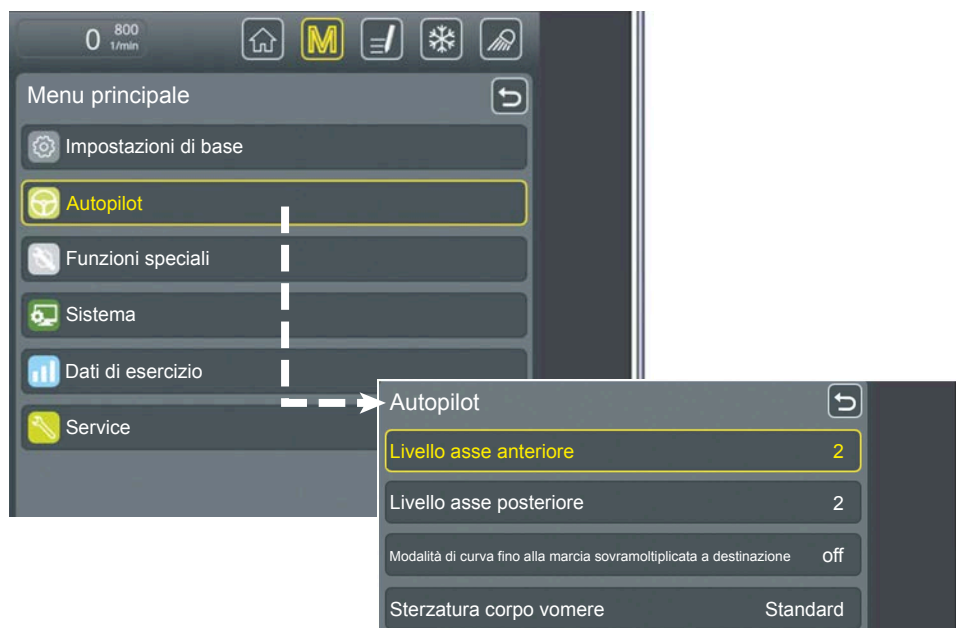 0 800
1/min
M
Menu principale
Impostazioni di base
Autopilot
Funzioni speciali
Sistema
Dati di esercizio
Service
Autopilot
Livello asse anteriore 2
Livello asse posteriore 2
Modalità di curva fino alla marcia sovramoltiplicata a destinazione off
Sterzatura corpo vomere Standard